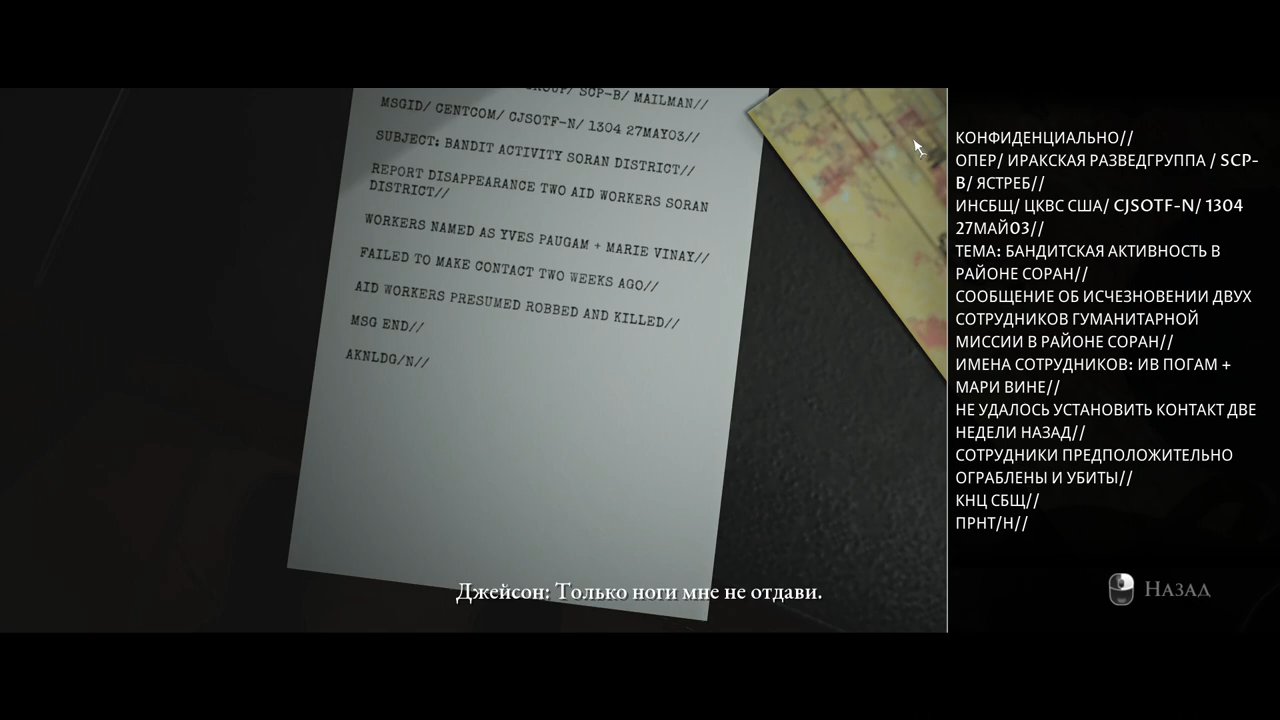 SCP-B/ MAILMAN//
MSGID/ CENTCOM/ CJSOTF-N/ 1304 27MAY03//
SUBJECT: BANDIT ACTIVITY SORAN DISTRICT//
REPORT DISAPPEARANCE TWO AID WORKERS SORAN
DISTRICT//
WORKERS NAMED AS YVES PAUGAM + MARIE VINAY//
FAILED TO MAKE CONTACT TWO WEEKS AGO//
AID WORKERS PRESUMED ROBBED AND KILLED//
MSG END//
AKNLDG/N//
КОНФИДЕНЦИАЛЬНО//
ОПЕР/ ИРАКСКАЯ РАЗВЕДГРУППА / SCP-
B/ ЯСТРЕБ//
ИНСБЩ/ ЦКВС США/ CJSOTF-N/ 1304
27МАЙ03//
ТЕМА: БАНДИТСКАЯ АКТИВНОСТЬ В
РАЙОНЕ СОРАН//
СООБЩЕНИЕ ОБ ИСЧЕЗНОВЕНИИ ДВУХ
СОТРУДНИКОВ ГУМАНИТАРНОЙ
МИССИИ В РАЙОНЕ СОРАН//
ИМЕНА СОТРУДНИКОВ: ИВ ПОГАМ +
МАРИ ВИНЕ//
НЕ УДАЛОСЬ УСТАНОВИТЬ КОНТАКТ ДВЕ
НЕДЕЛИ НАЗАД//
СОТРУДНИКИ ПРЕДПОЛОЖИТЕЛЬНО
ОГРАБЛЕНЫ И УБИТЫ//
КНЦ СБЩ//
ПРНТ/Н//
Джейсон: Только ноги мне не отдави.
Назад